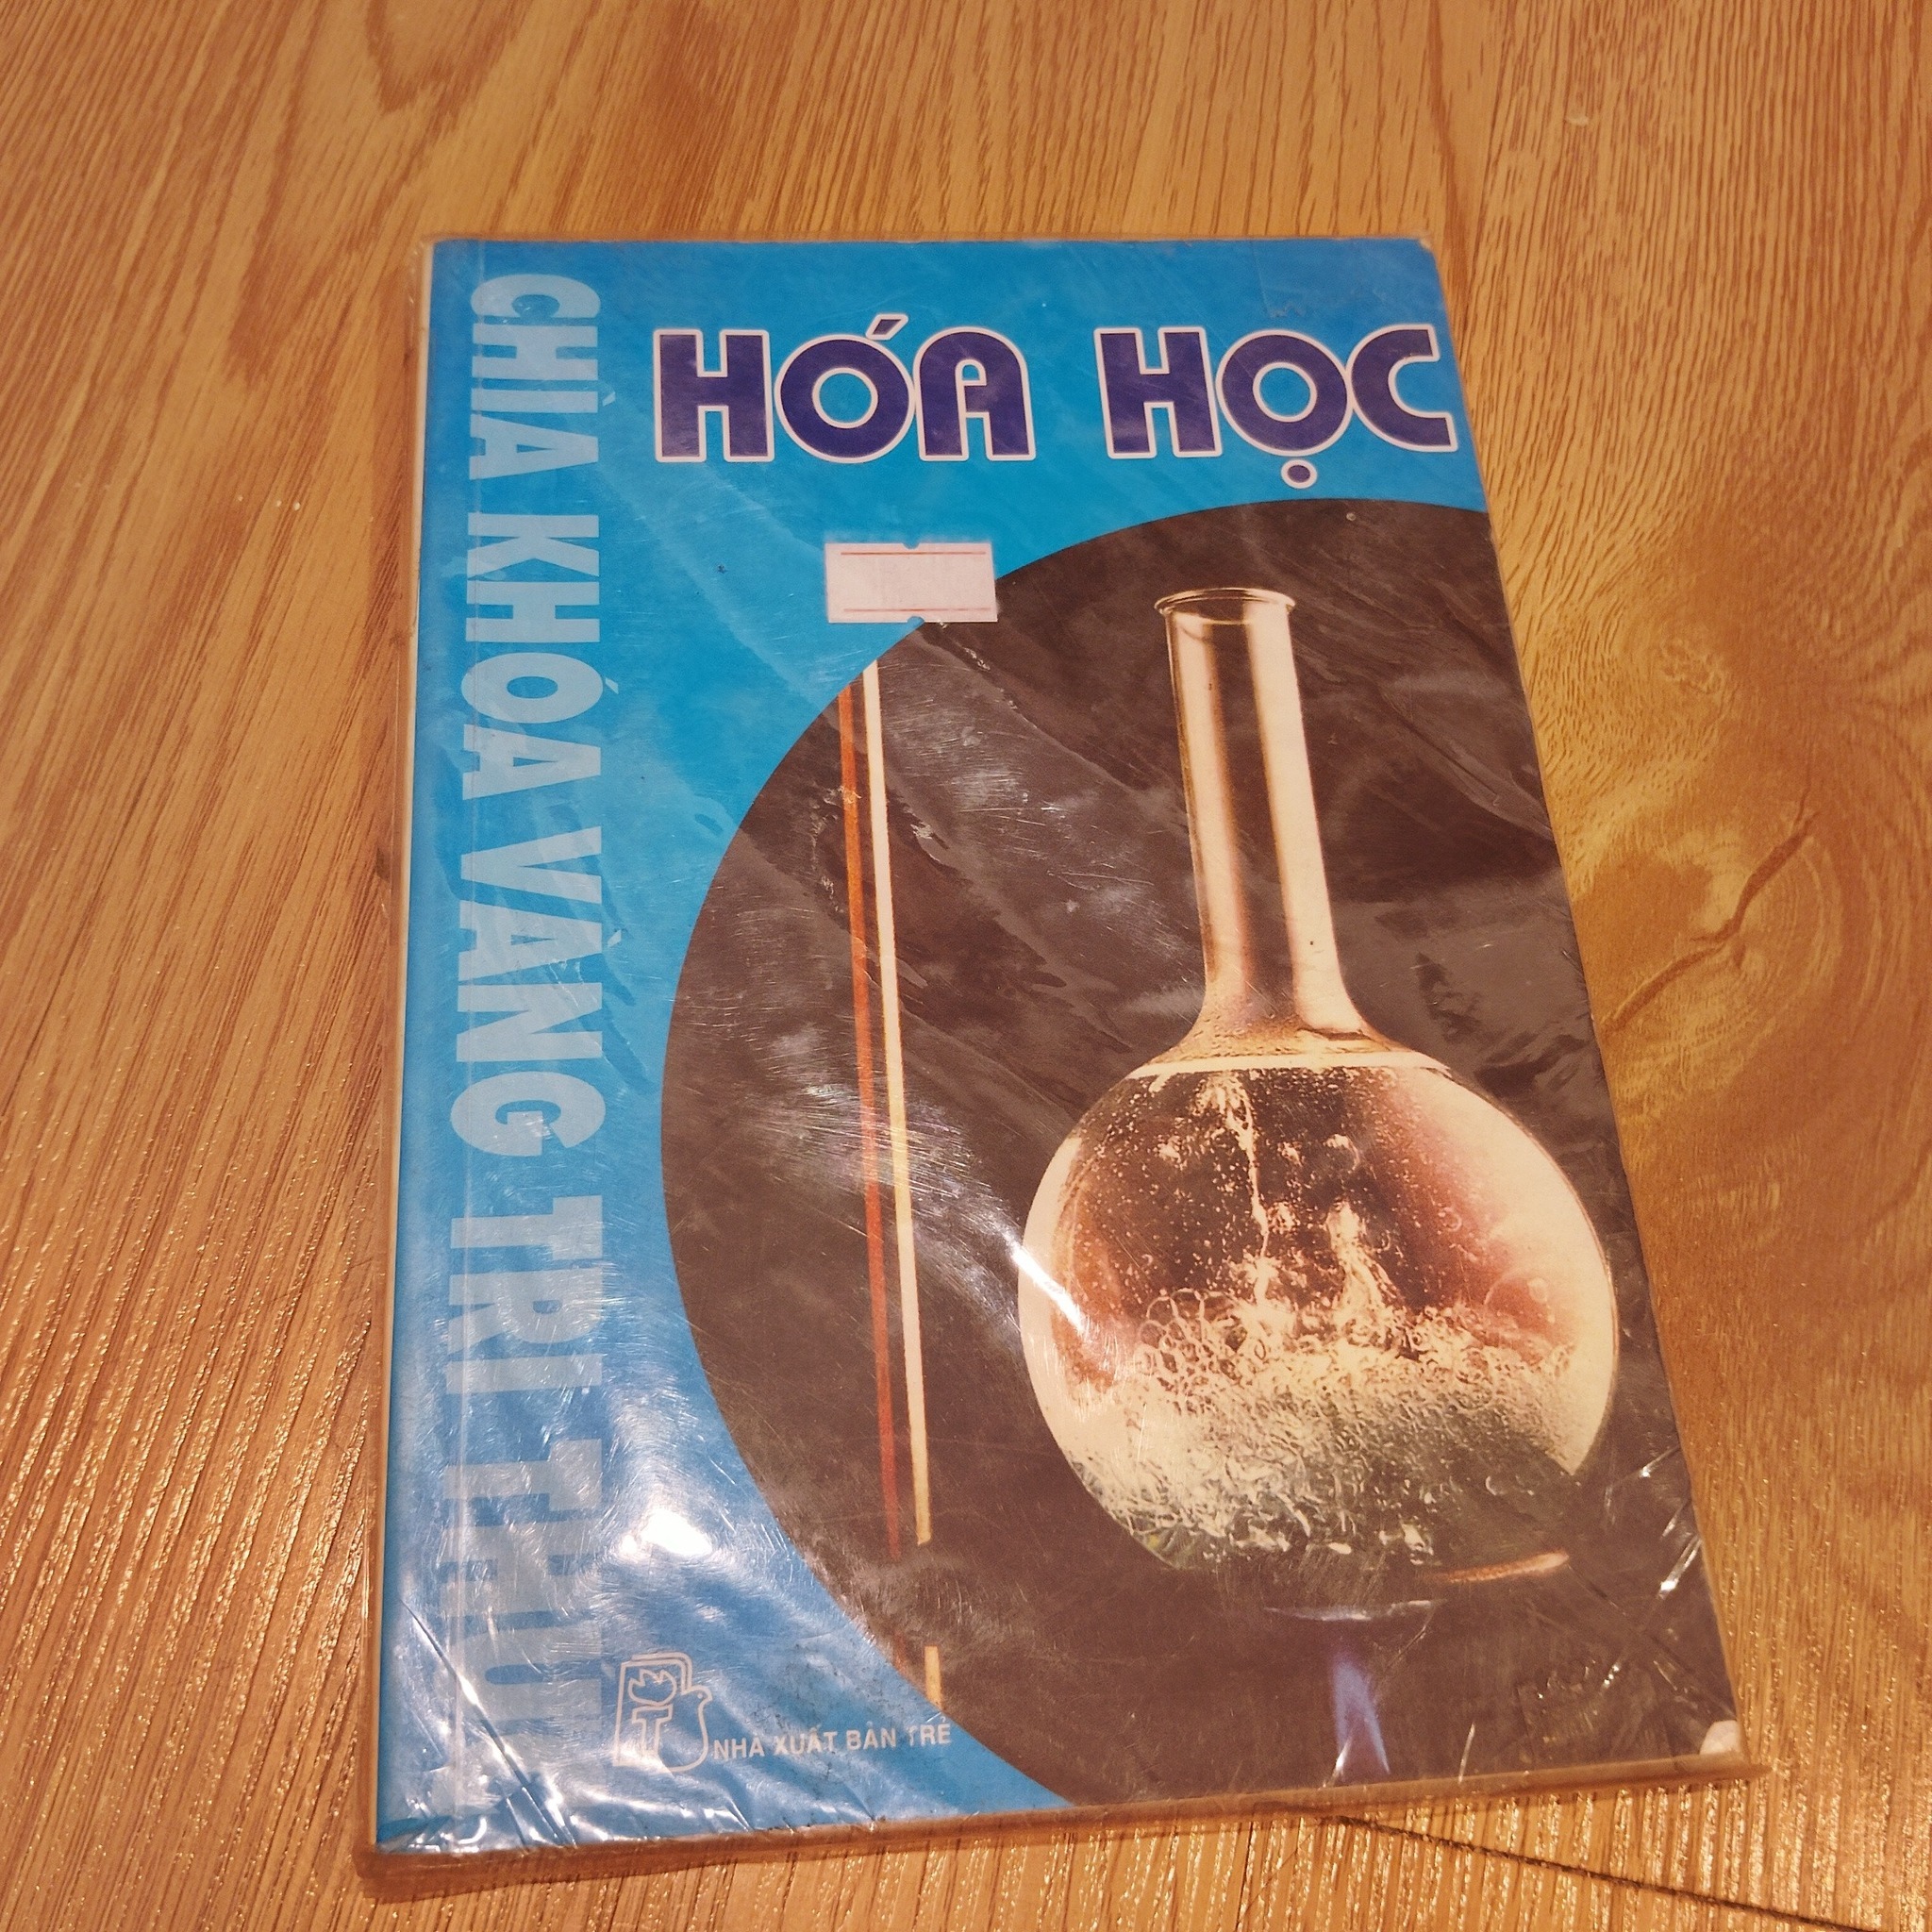 HÓA HỌC
CHÌA KHÓA VÀNG TRI THỨC
NHÀ XUẤT BẢN TRẺ